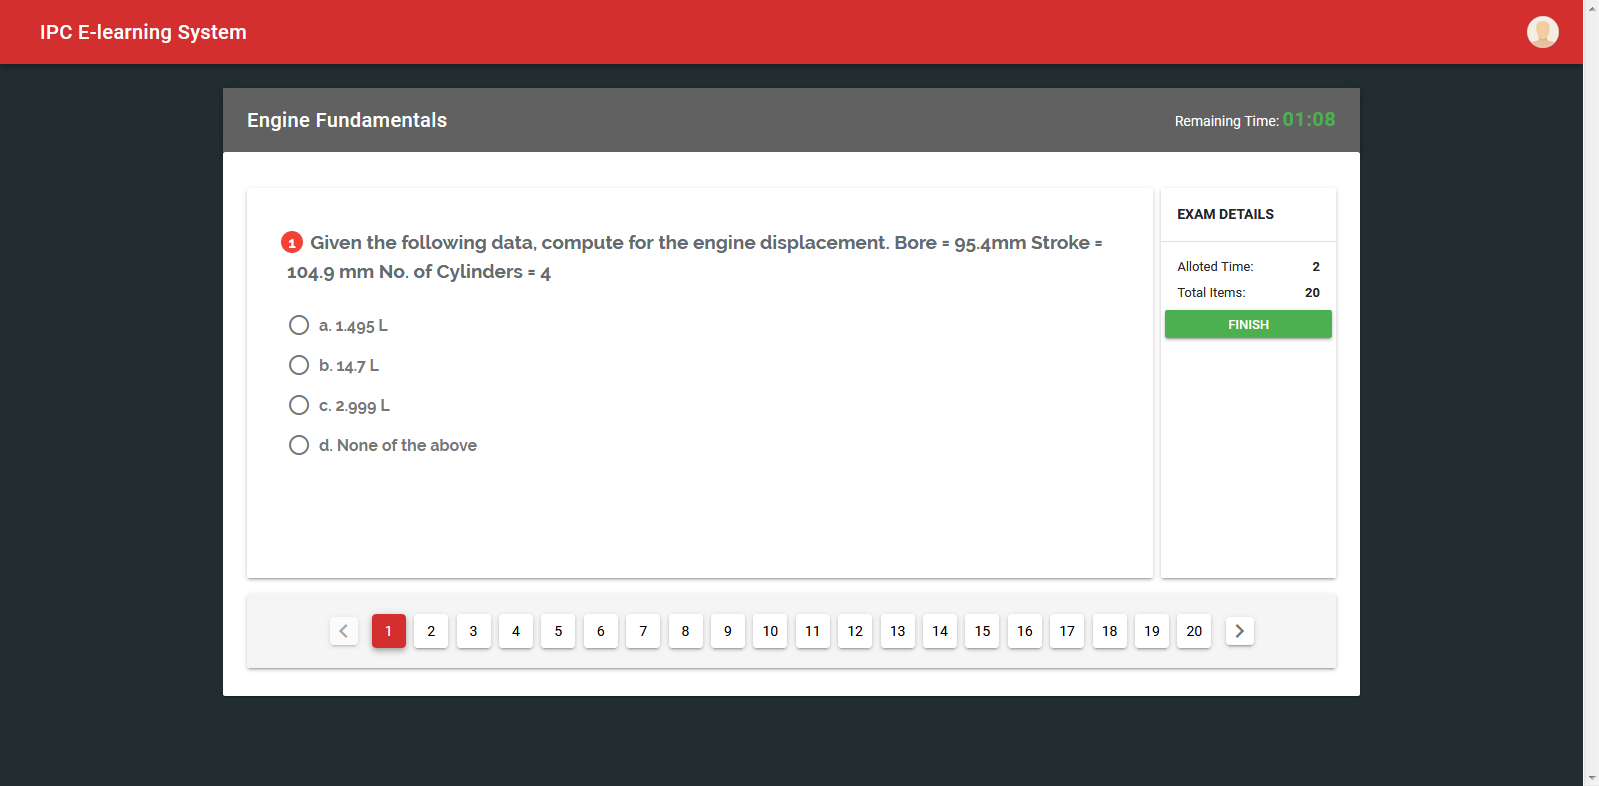 IPC E-learning System
Engine Fundamentals
Remaining Time: 01:08
1 Given the following data, compute for the engine displacement. Bore = 95.4mm Stroke =
104.9 mm No. of Cylinders = 4
a. 1.495 L
b. 14.7 L
c. 2.999 L
d. None of the above
EXAM DETAILS
Alloted Time: 2
Total Items: 20
FINISH
1 2 3 4 5 6 7 8 9 10 11 12 13 14 15 16 17 18 19 20